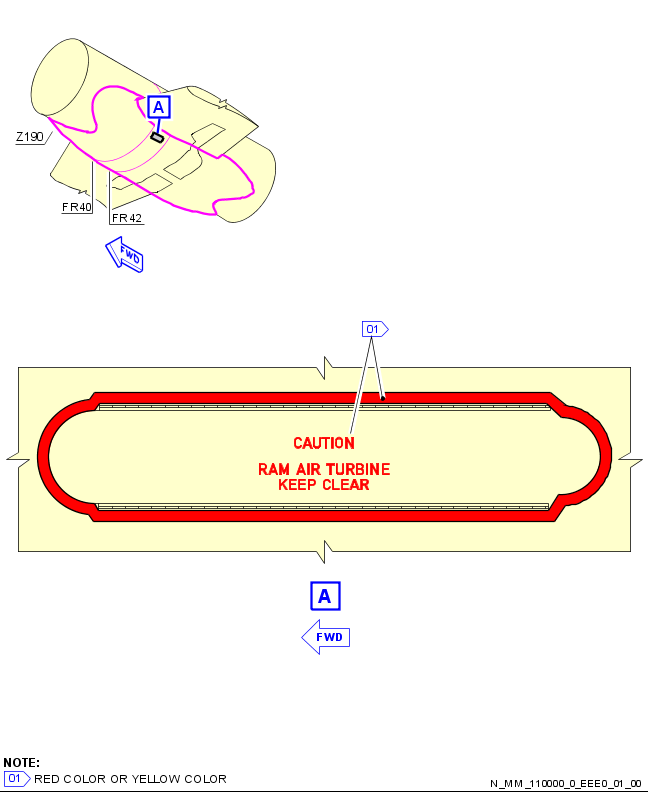 A
Z190
FR40
FR42
FWD
01
CAUTION
RAM AIR TURBINE
KEEP CLEAR
A
FWD
NOTE:
01 RED COLOR OR YELLOW COLOR
N_MM_110000_0_EEE0_01_00